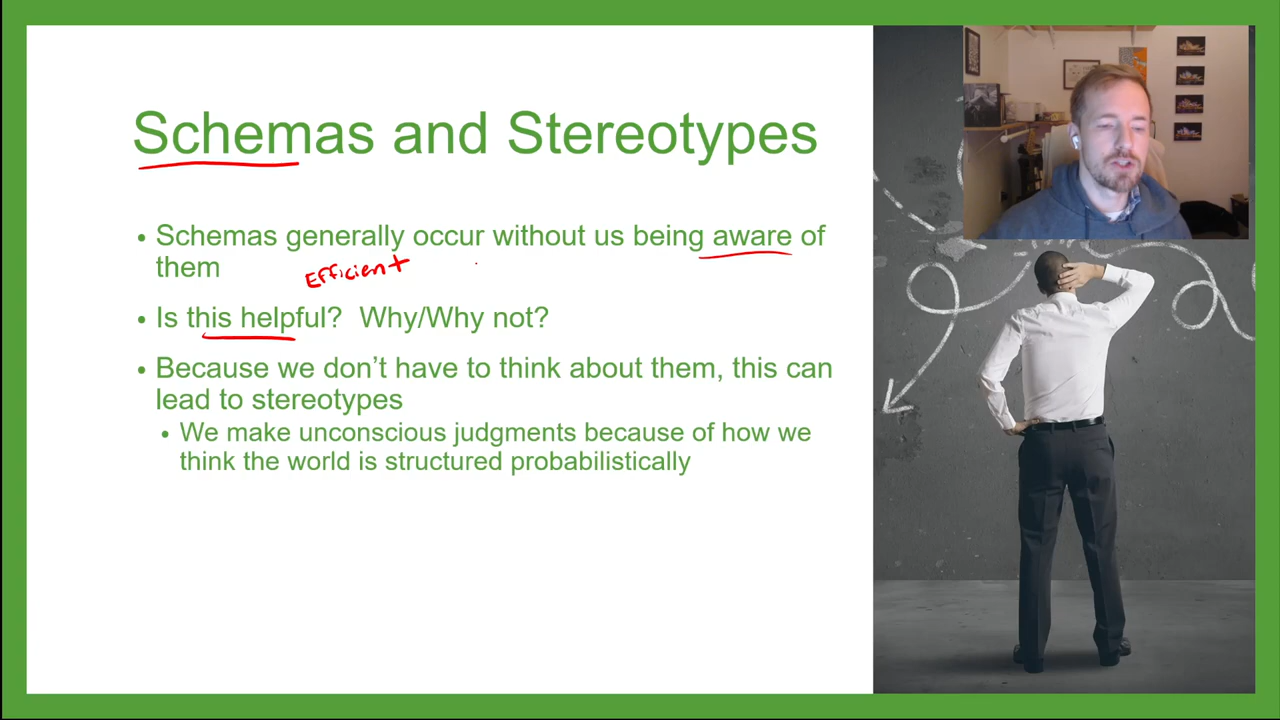 Schemas and Stereotypes
• Schemas generally occur without us being aware of
them
Efficient
• Is this helpful? Why/Why not?
• Because we don't have to think about them, this can
lead to stereotypes
• We make unconscious judgments because of how we
think the world is structured probabilistically